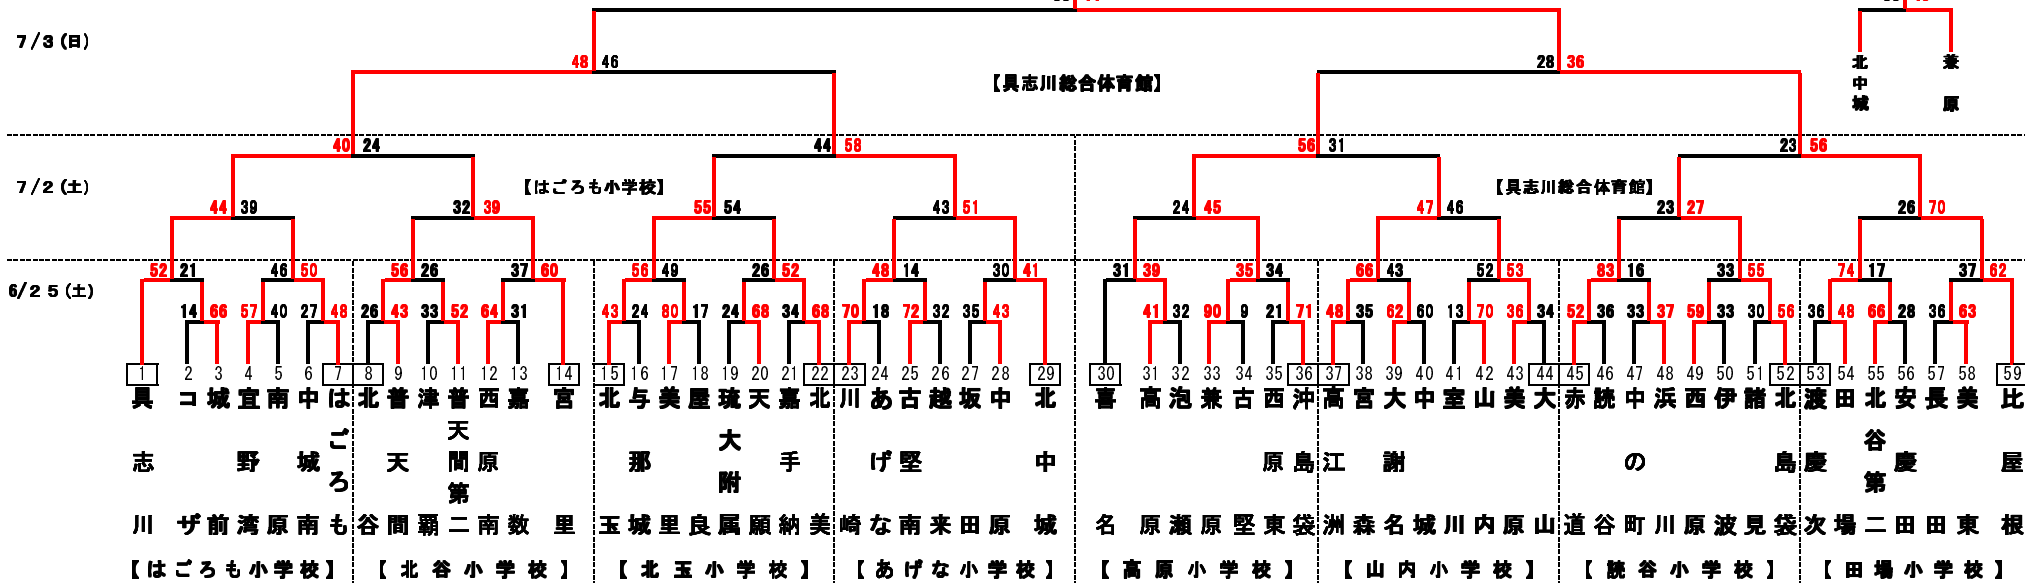 7/3(日)
48 46
28 36
【具志川総合体育館】
北中城
兼原
40 24
44 58
56 31
23 56
7/2(土)
【はごろも小学校】
【具志川総合体育館】
44 39
32 39
55 54
43 51
24 45
47 46
23 27
26 70
6/25(土)
52 21
46 50
56 26
37 60
56 49
26 52
48 14
30 41
31 39
35 34
66 43
52 53
83 16
33 55
74 17
37 62
14 66
57 40
27 48
26 43
33 52
64 31
43 24
80 17
24 68
34 68
70 18
72 32
35 43
41 32
90 9
21 71
48 35
62 60
13 70
36 34
52 36
33 37
59 33
30 56
36 48
66 28
36 63
1 2 3 4 5 6 7 8 9 10 11 12 13 14 15 16 17 18 19 20 21 22 23 24 25 26 27 28 29 30 31 32 33 34 35 36 37 38 39 40 41 42 43 44 45 46 47 48 49 50 51 52 53 54 55 56 57 58 59
具志川
コザ
城前
宜野湾
南原
中城南
はごろも
北谷
普天間
津覇
普天間第二
西原南
嘉数
宮里
北玉
与那城
美里
屋良
琉大附属
天願
嘉手納
北美
川崎
あげな
古堅南
越来
坂田
中原
北中城
喜名
高原
泡瀬
兼原
古堅
西原東
沖島袋
高江洲
宮森
大謝名
中城
室川
山内
美原
大山
赤道
読谷
中の町
浜川
西原
伊波
諸見
北島袋
渡慶次
田場
北谷第二
安慶田
長田
美東
比屋根
【はごろも小学校】
【北谷小学校】
【北玉小学校】
【あげな小学校】
【高原小学校】
【山内小学校】
【読谷小学校】
【田場小学校】